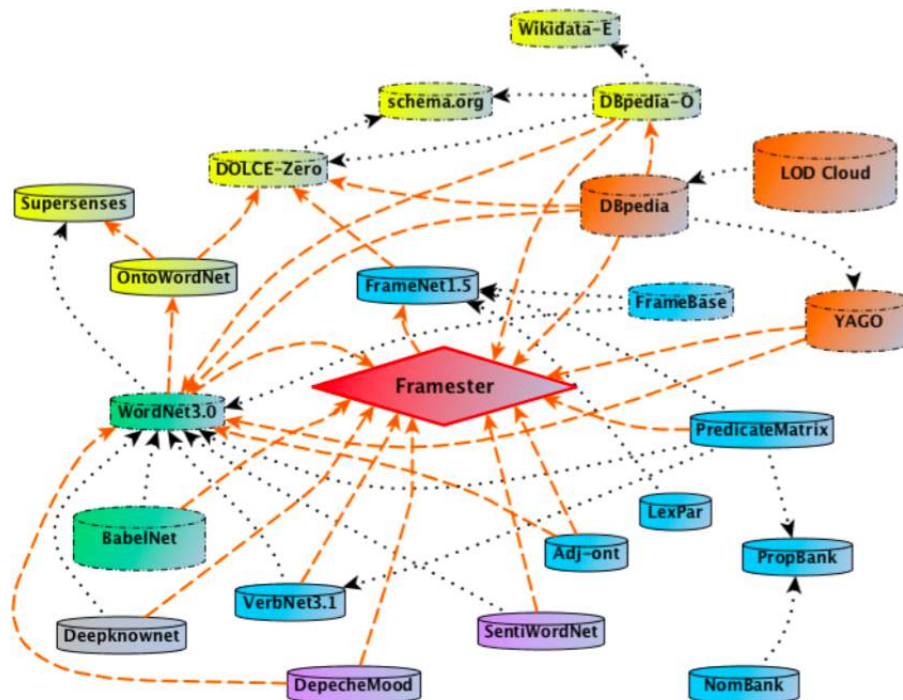 Wikidata-E
schema.org
DBpedia-O
DOLCE-Zero
LOD Cloud
Supersenses
DBpedia
OntoWordNet
FrameNet1.5
FrameBase
YAGO
Framester
WordNet3.0
PredicateMatrix
LexPar
BabelNet
Adj-ont
PropBank
VerbNet3.1
Deepknownet
SentiWordNet
DepecheMood
NomBank